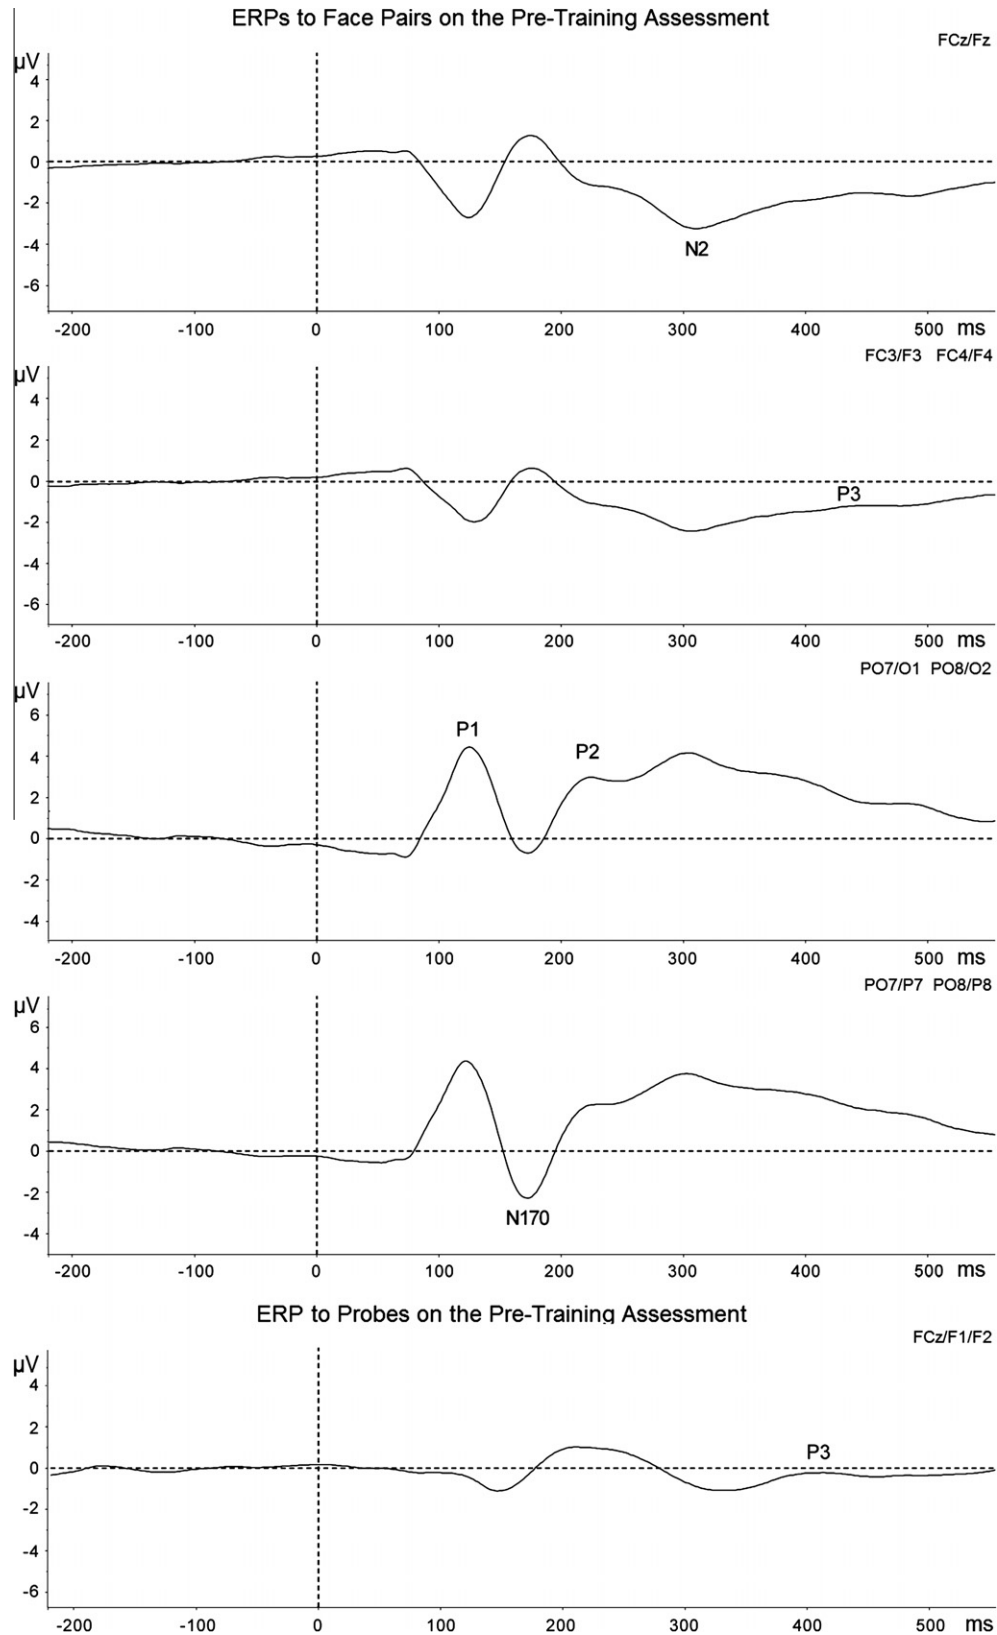 ERPs to Face Pairs on the Pre-Training Assessment
FCz/Fz
µV
4
2
0
-2
N2
-4
-6
-200 -100 0 100 200 300 400 500 ms
FC3/F3 FC4/F4
µV
4
2
0
P3
-2
-4
-6
-200 -100 0 100 200 300 400 500 ms
PO7/O1 PO8/O2
µV
6
P1
P2
4
2
0
-2
-4
-200 -100 0 100 200 300 400 500 ms
PO7/P7 PO8/P8
µV
6
4
2
0
-2
N170
-4
-200 -100 0 100 200 300 400 500 ms
ERP to Probes on the Pre-Training Assessment
FCz/F1/F2
µV
4
2
P3
0
-2
-4
-6
-200 -100 0 100 200 300 400 500 ms